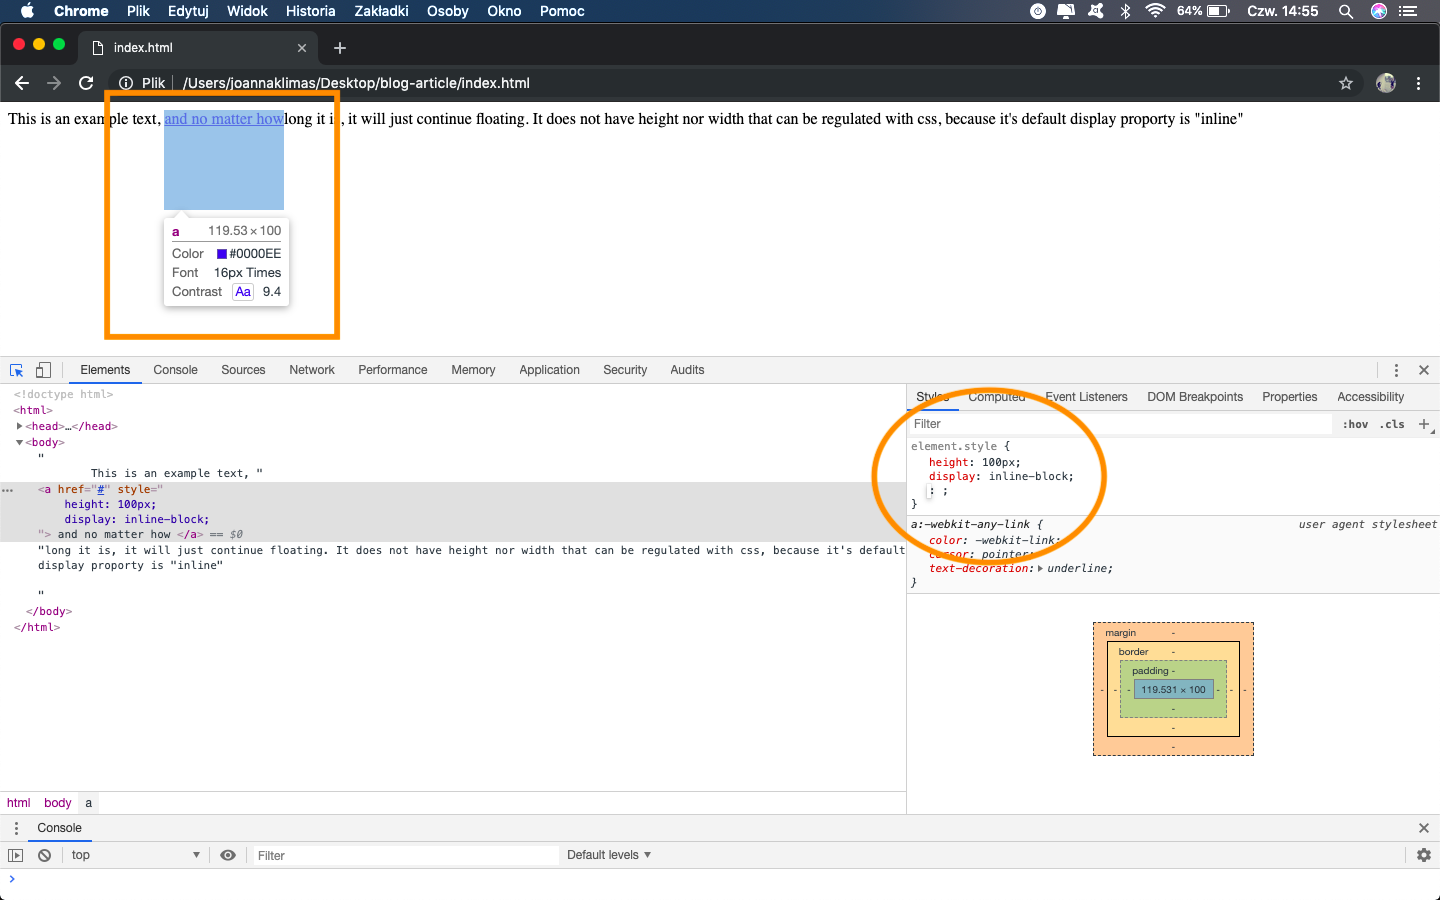 Chrome Plik Edytuj Widok Historia Zakładki Osoby Okno Pomoc 64% Czw. 14:55
index.html
Plik /Users/joannaklimas/Desktop/blog-article/index.html
This is an example text, and no matter howlong it is, it will just continue floating. It does not have height nor width that can be regulated with css, because it's default display proporty is "inline"
a 119.53 × 100
Color #0000EE
Font 16px Times
Contrast Aa 9.4
Elements Console Sources Network Performance Memory Application Security Audits
<!doctype html>
<html>
<head>…</head>
<body>
"
This is an example text, "
<a href="#" style="
height: 100px;
display: inline-block;
"> and no matter how </a> == $0
"long it is, it will just continue floating. It does not have height nor width that can be regulated with css, because it's default
display proporty is "inline"
"
</body>
</html>
html body a
Styles Computed Event Listeners DOM Breakpoints Properties Accessibility
Filter :hov .cls
element.style {
height: 100px;
display: inline-block;
: ;
}
a:-webkit-any-link { user agent stylesheet
color: -webkit-link;
cursor: pointer;
text-decoration: underline;
}
margin -
border -
padding -
- - - 119.531 × 100 - - -
-
-
-
Console
top Filter Default levels